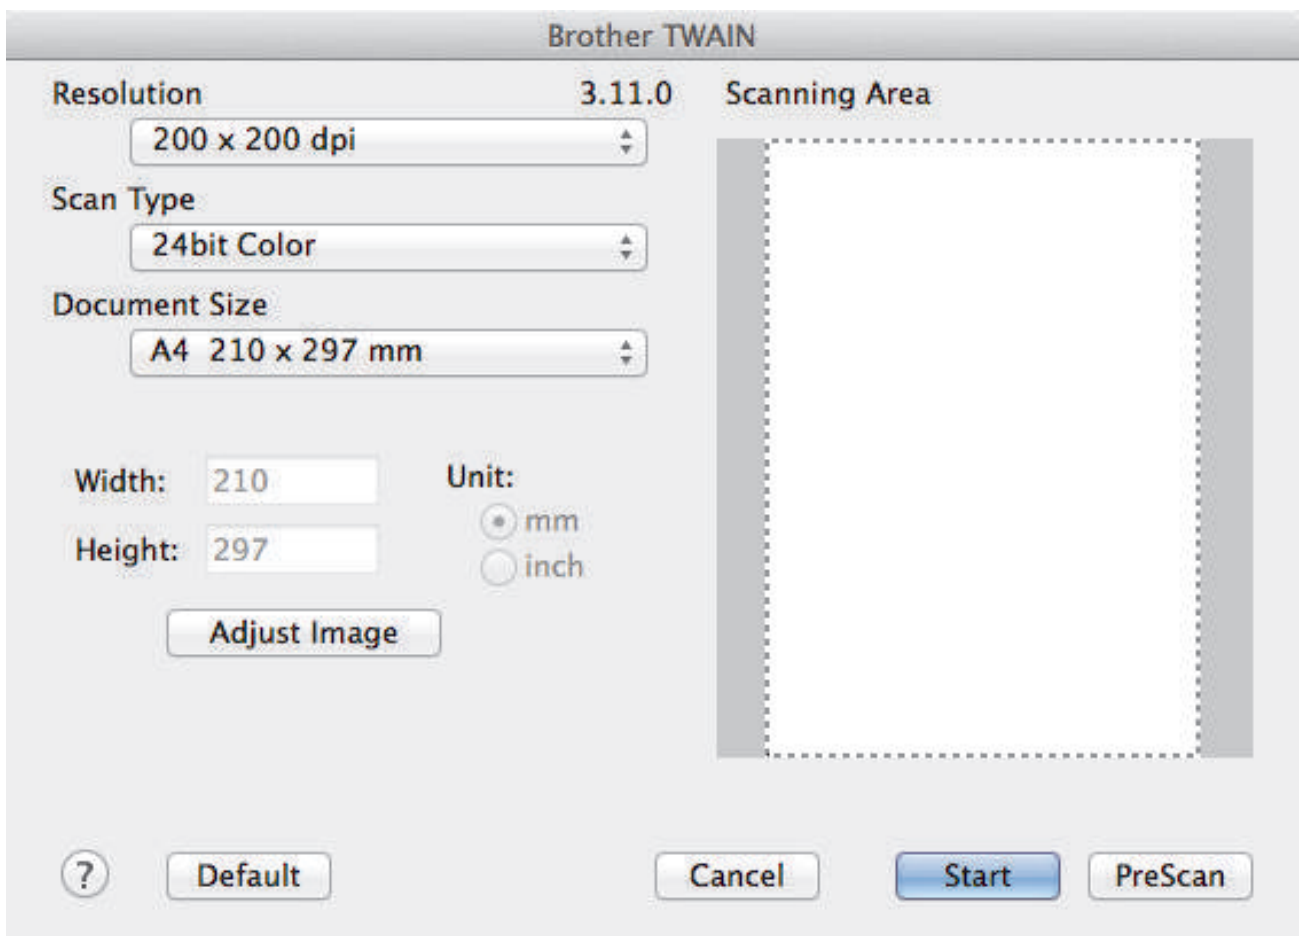 Brother TWAIN
Resolution 3.11.0
200 x 200 dpi
Scan Type
24bit Color
Document Size
A4 210 x 297 mm
Width: 210
Height: 297
Unit:
mm
inch
Adjust Image
Scanning Area
? Default Cancel Start PreScan